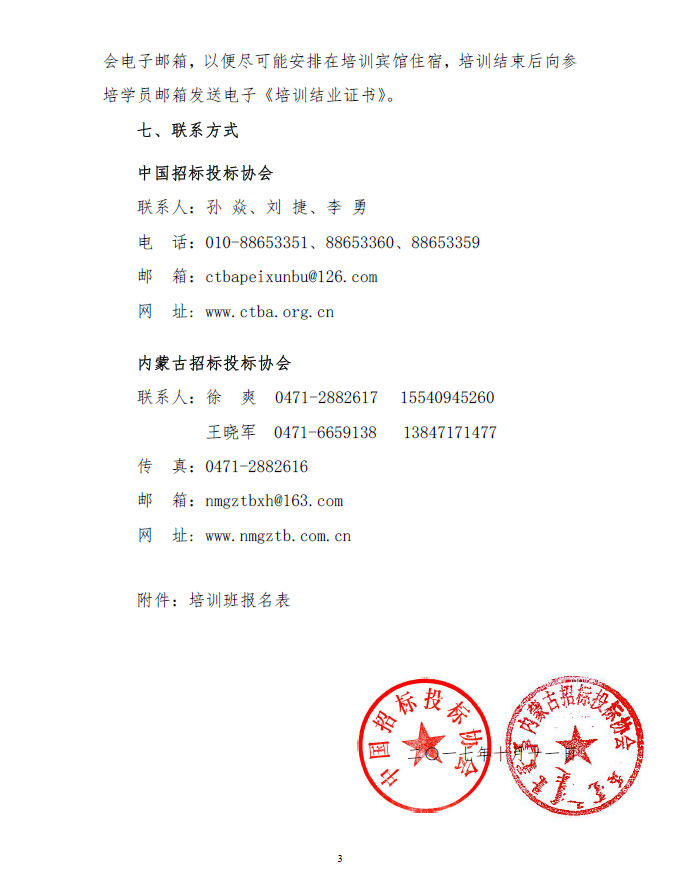 会电子邮箱，以便尽可能安排在培训宾馆住宿，培训结束后向参
培学员邮箱发送电子《培训结业证书》。
七、联系方式
中国招标投标协会
联系人：孙 焱、刘 捷、李 勇
电 话：010-88653351、88653360、88653359
邮 箱：ctbapeixunbu@126.com
网 址：www.ctba.org.cn
内蒙古招标投标协会
联系人：徐 爽 0471-2882617 15540945260
王晓军 0471-6659138 13847171477
传 真：0471-2882616
邮 箱：nmgztbxh@163.com
网 址：www.nmgztb.com.cn
附件：培训班报名表
中国招标投标协会
内蒙古招标投标协会
二〇一七年十月十一日
3